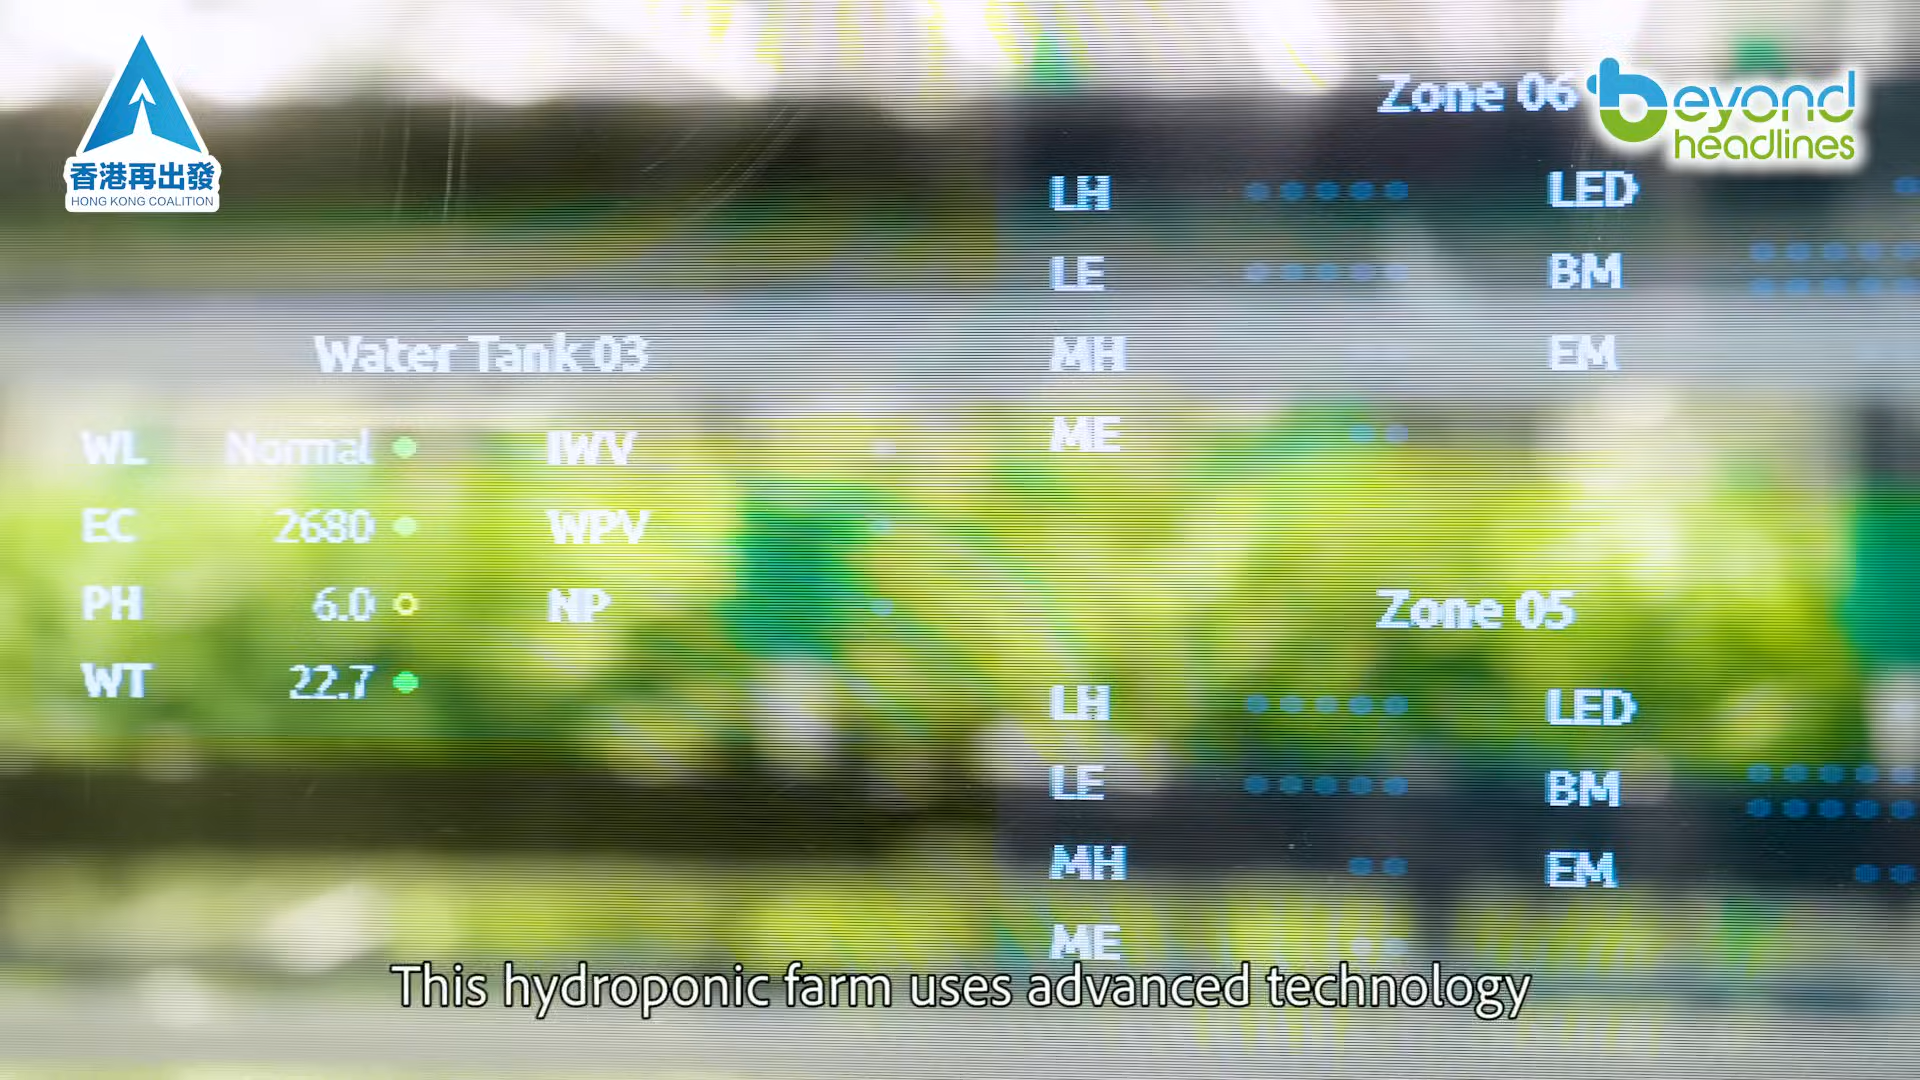 香港再出發
HONG KONG COALITION
beyond
headlines
Zone 06
LH
LED
LE
BM
MH
EM
ME
Water Tank 03
WL Normal IWV
EC 2680 WPV
PH 6.0 NP
WT 22.7
Zone 05
LH
LED
LE
BM
MH
EM
ME
This hydroponic farm uses advanced technology